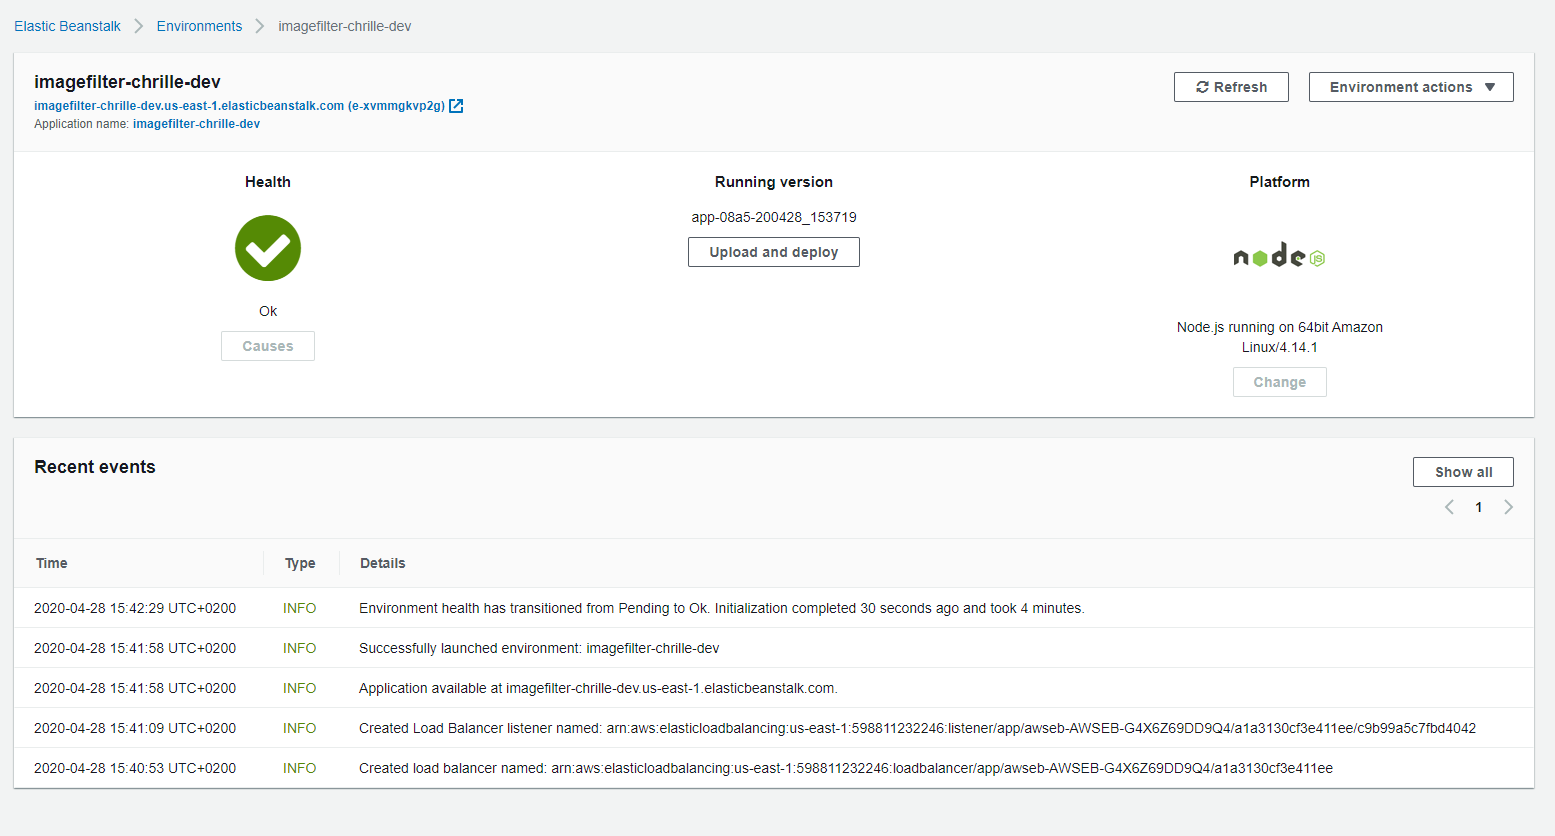 Elastic Beanstalk > Environments > imagefilter-chrille-dev
imagefilter-chrille-dev
Refresh
Environment actions
imagefilter-chrille-dev.us-east-1.elasticbeanstalk.com (e-xvmmgkvp2g)
Application name: imagefilter-chrille-dev
Health
Ok
Causes
Running version
app-08a5-200428_153719
Upload and deploy
Platform
node JS
Node.js running on 64bit Amazon
Linux/4.14.1
Change
Recent events
Show all
1
Time Type Details
2020-04-28 15:42:29 UTC+0200 INFO Environment health has transitioned from Pending to Ok. Initialization completed 30 seconds ago and took 4 minutes.
2020-04-28 15:41:58 UTC+0200 INFO Successfully launched environment: imagefilter-chrille-dev
2020-04-28 15:41:58 UTC+0200 INFO Application available at imagefilter-chrille-dev.us-east-1.elasticbeanstalk.com.
2020-04-28 15:41:09 UTC+0200 INFO Created Load Balancer listener named: arn:aws:elasticloadbalancing:us-east-1:598811232246:listener/app/awseb-AWSEB-G4X6Z69DD9Q4/a1a3130cf3e411ee/c9b99a5c7fbd4042
2020-04-28 15:40:53 UTC+0200 INFO Created load balancer named: arn:aws:elasticloadbalancing:us-east-1:598811232246:loadbalancer/app/awseb-AWSEB-G4X6Z69DD9Q4/a1a3130cf3e411ee